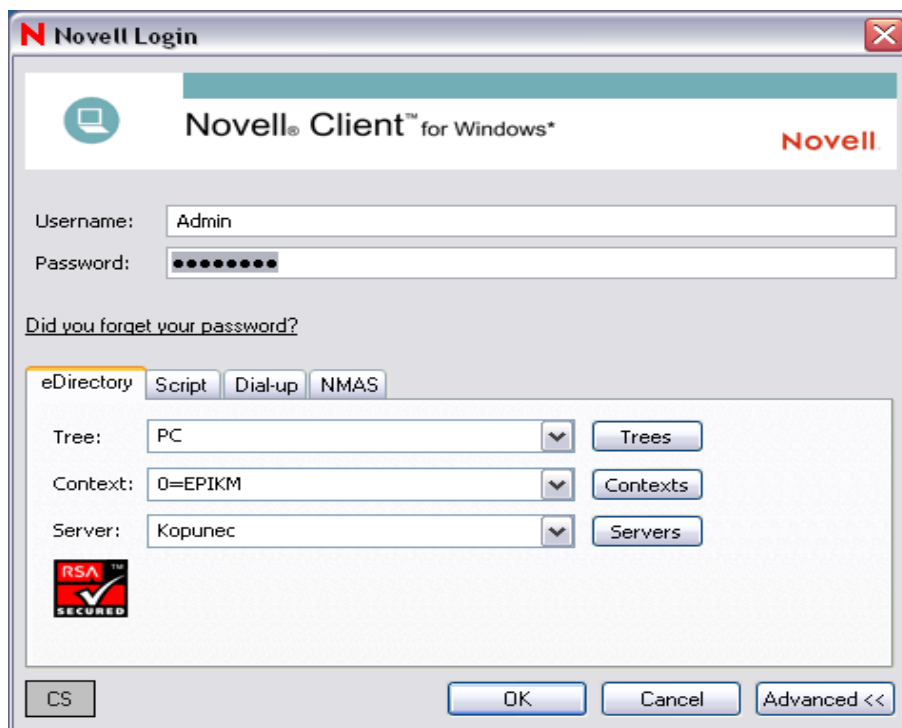 N Novell Login
Novell® Client™ for Windows*
Novell.
Username: Admin
Password: ●●●●●●●●
Did you forget your password?
eDirectory Script Dial-up NMAS
Tree: PC Trees
Context: 0=EPIKM Contexts
Server: Kopunec Servers
RSA ™
SECURED
CS OK Cancel Advanced <<